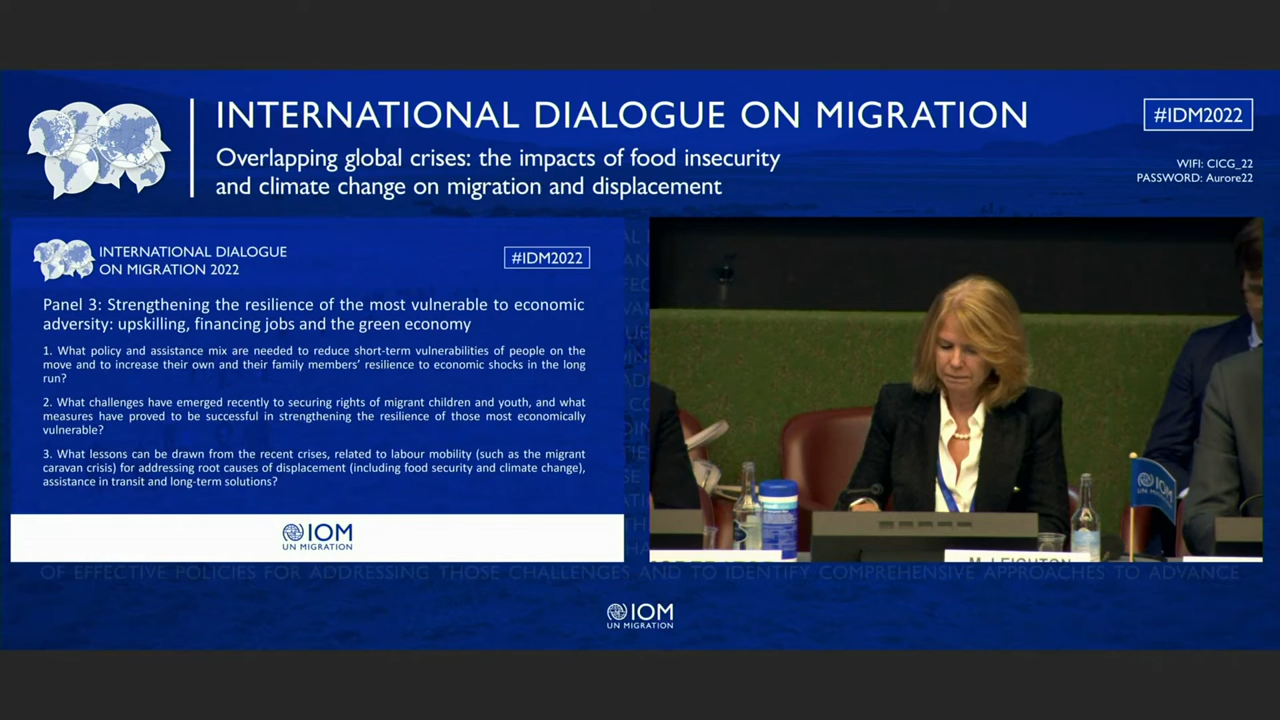 INTERNATIONAL DIALOGUE ON MIGRATION
Overlapping global crises: the impacts of food insecurity
and climate change on migration and displacement
#IDM2022
WIFI: CICG_22
PASSWORD: Aurore22
INTERNATIONAL DIALOGUE
ON MIGRATION 2022
#IDM2022
Panel 3: Strengthening the resilience of the most vulnerable to economic
adversity: upskilling, financing jobs and the green economy
1. What policy and assistance mix are needed to reduce short-term vulnerabilities of people on the
move and to increase their own and their family members’ resilience to economic shocks in the long
run?
2. What challenges have emerged recently to securing rights of migrant children and youth, and what
measures have proved to be successful in strengthening the resilience of those most economically
vulnerable?
3. What lessons can be drawn from the recent crises, related to labour mobility (such as the migrant
caravan crisis) for addressing root causes of displacement (including food security and climate change),
assistance in transit and long-term solutions?
IOM
UN MIGRATION
IOM
M. LEIGHTON
OF EFFECTIVE POLICIES FOR ADDRESSING THOSE CHALLENGES AND TO IDENTIFY COMPREHENSIVE APPROACHES TO ADVANCE
IOM
UN MIGRATION